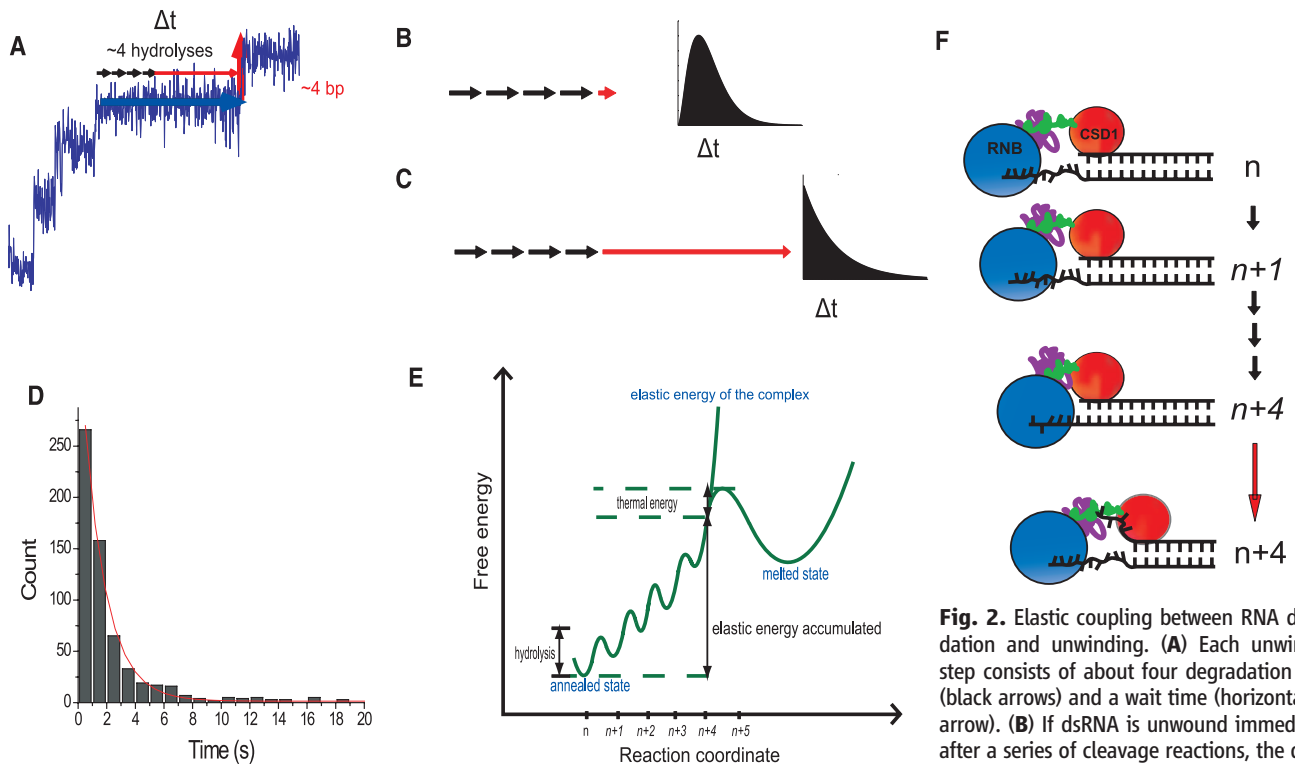 A
Δt
~4 hydrolyses
~4 bp
B
Δt
C
Δt
D
Count
250
200
150
100
50
0
0 2 4 6 8 10 12 14 16 18 20
Time (s)
E
Free energy
elastic energy of the complex
thermal energy
melted state
elastic energy accumulated
hydrolysis
annealed state
n n+1 n+2 n+3 n+4 n+5
Reaction coordinate
F
RNB
CSD1
n
n+1
n+4
n+4
Fig. 2. Elastic coupling between RNA d
dation and unwinding. (A) Each unwi
step consists of about four degradation
(black arrows) and a wait time (horizonta
arrow). (B) If dsRNA is unwound immed
after a series of cleavage reactions, the d